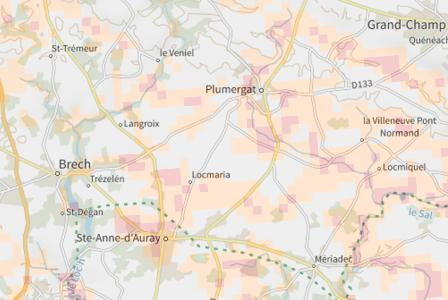 Grand-Champ
Quénéach
St-Trémeur
le Veniel
Plumergat
D133
Langroix
la Villeneuve Pont
Normand
Brech
Trézelén
Locmaria
Locmiquel
St-Dégan
le Sal
Ste-Anne-d'Auray
Mériadec